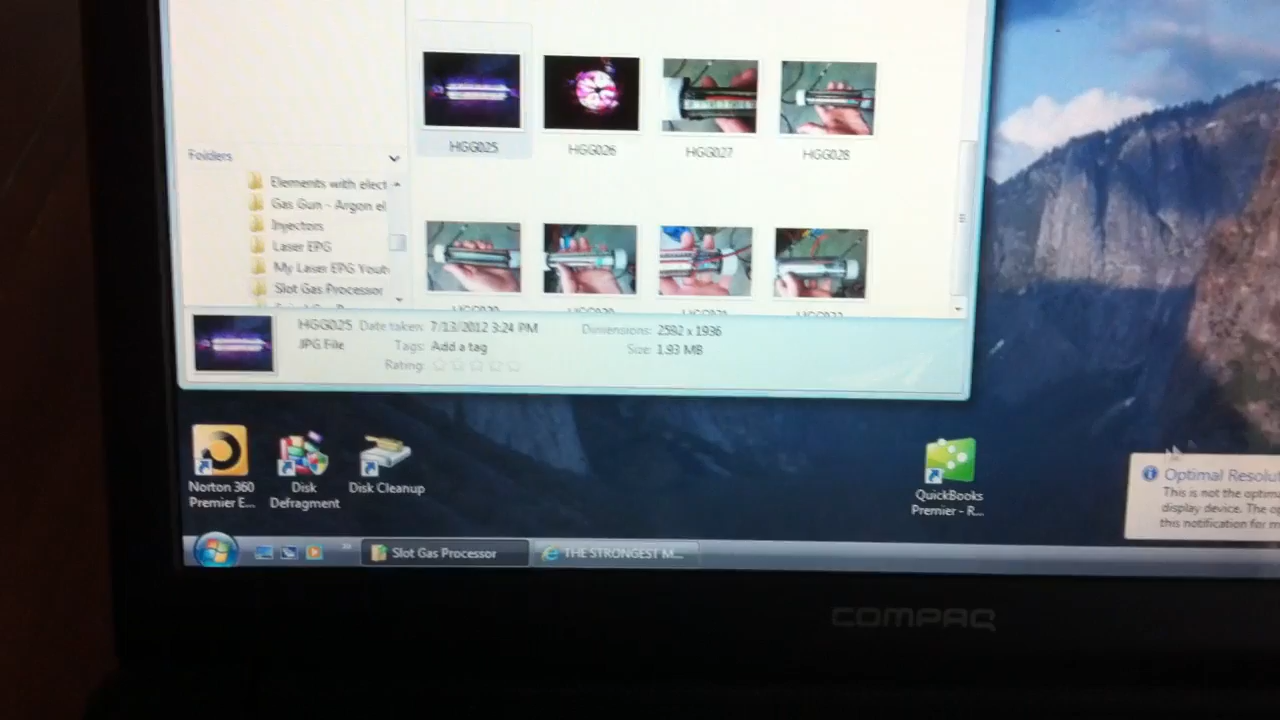 HGG025
HGG026
HGG027
HGG028
Folders
Elements with elect
Gas Gun - Argon el
Injectors
Laser EPG
My Laser EPG Youth
Slot Gas Processor
HGG025 Date taken: 7/13/2012 3:24 PM Dimensions: 2592 x 1936
JPG File Tags: Add a tag Size: 1.93 MB
Rating:
Norton 360
Premier E...
Disk
Defragment
Disk Cleanup
QuickBooks
Premier - R...
Optimal Resolu
This is not the optim
display device. The op
this notification for m
Slot Gas Processor
THE STRONGEST M...
COMPAQ